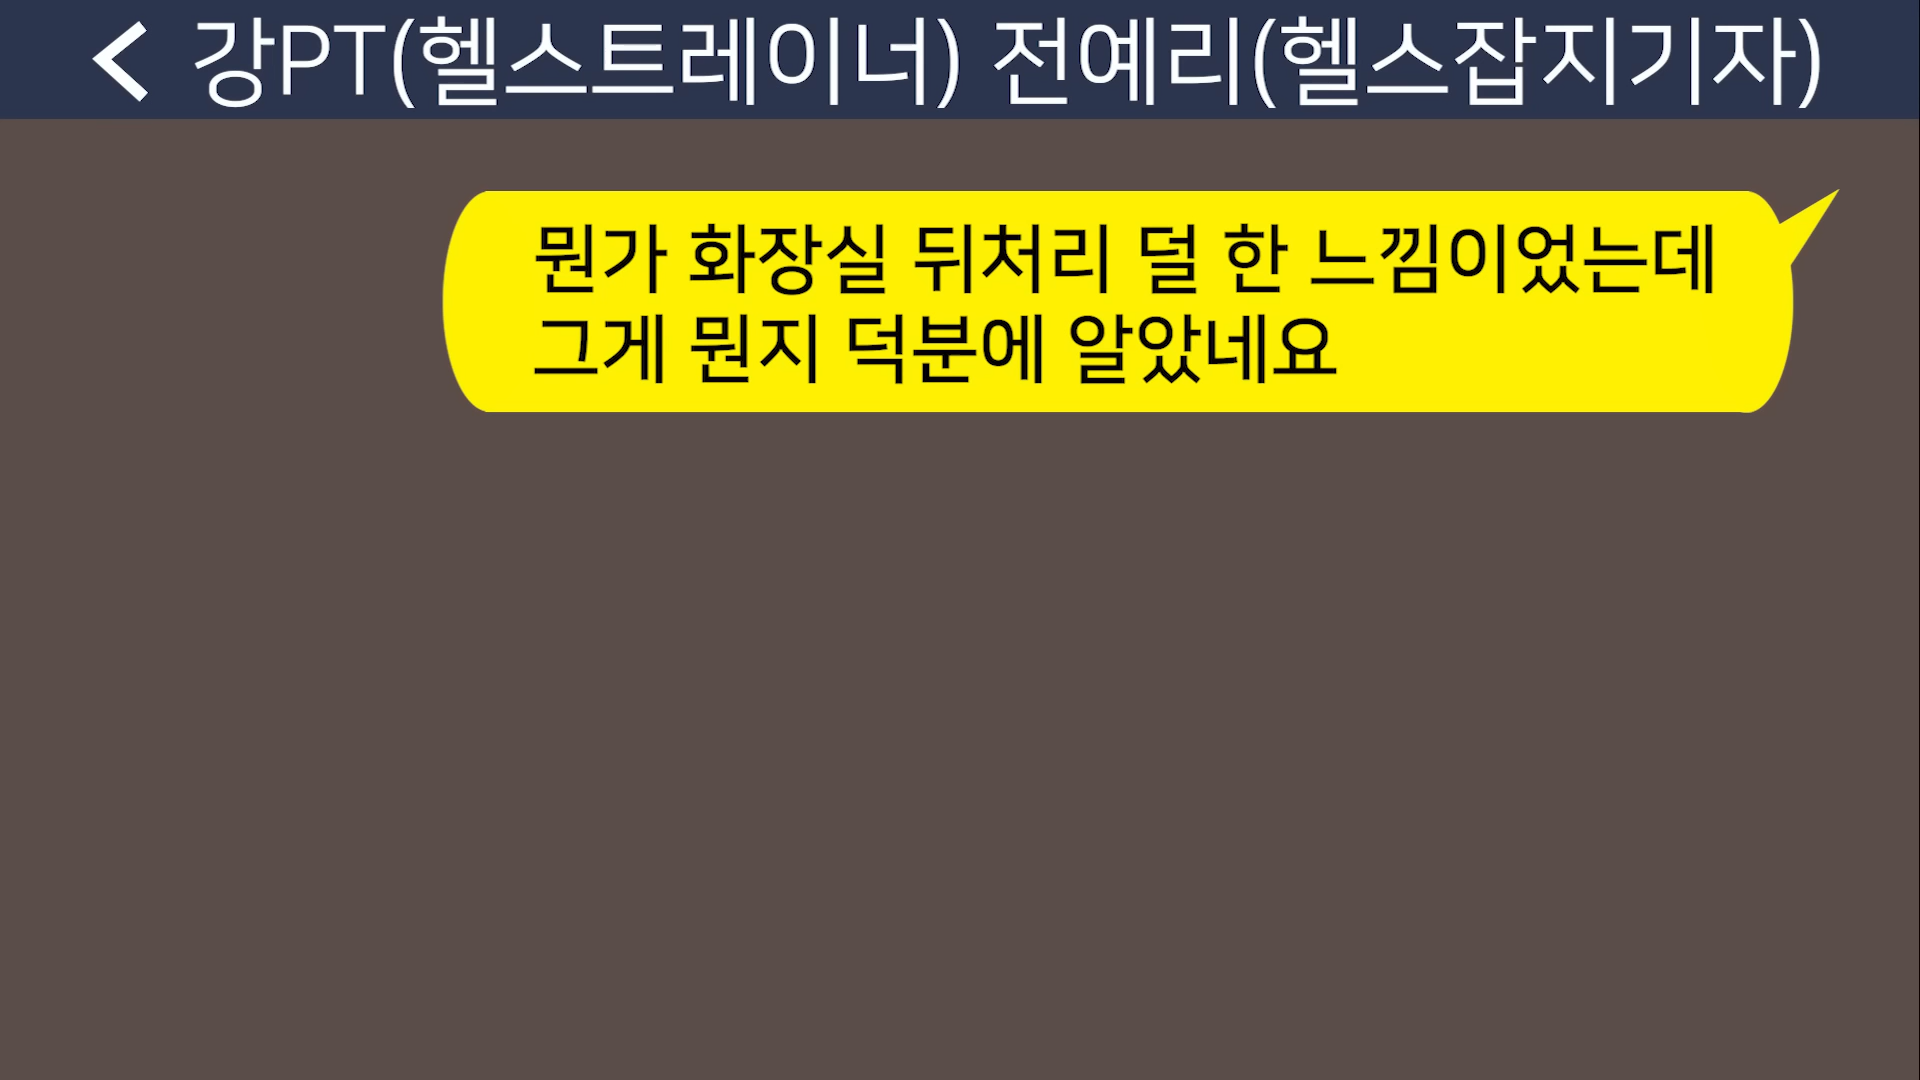 강PT(헬스트레이너) 전예리(헬스잡지기자)
뭔가 화장실 뒤처리 덜 한 느낌이었는데
그게 뭔지 덕분에 알았네요